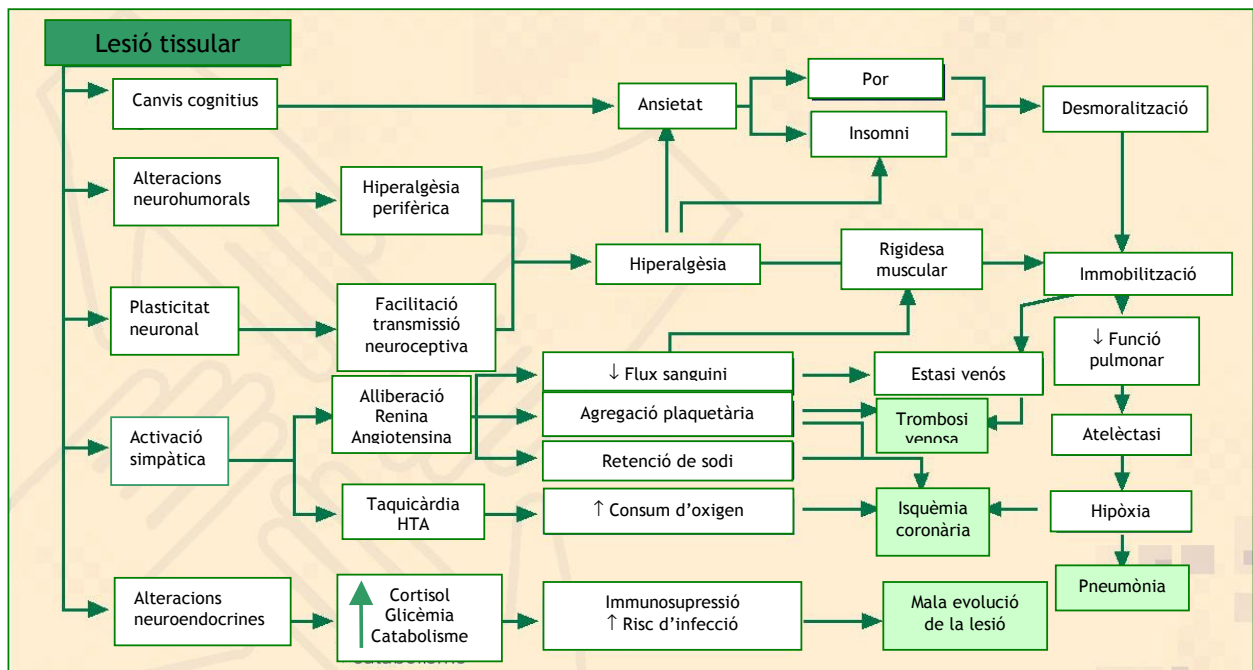 Lesió tissular
Canvis cognitius
Ansietat
Por
Insomni
Desmoralització
Alteracions
neurohumorals
Hiperalgèsia
perifèrica
Hiperalgèsia
Rigidesa
muscular
Immobilització
Plasticitat
neuronal
Facilitació
transmissió
neuroceptiva
↓ Funció
pulmonar
Activació
simpàtica
Alliberació
Renina
Angiotensina
↓ Flux sanguini
Estasi venós
Agregació plaquetària
Trombosi
venosa
Atelèctasi
Retenció de sodi
Taquicàrdia
HTA
↑ Consum d’oxigen
Isquèmia
coronària
Hipòxia
Pneumònia
Alteracions
neuroendocrines
Cortisol
Glicèmia
Catabolisme
Immunosupressió
↑ Risc d’infecció
Mala evolució
de la lesió